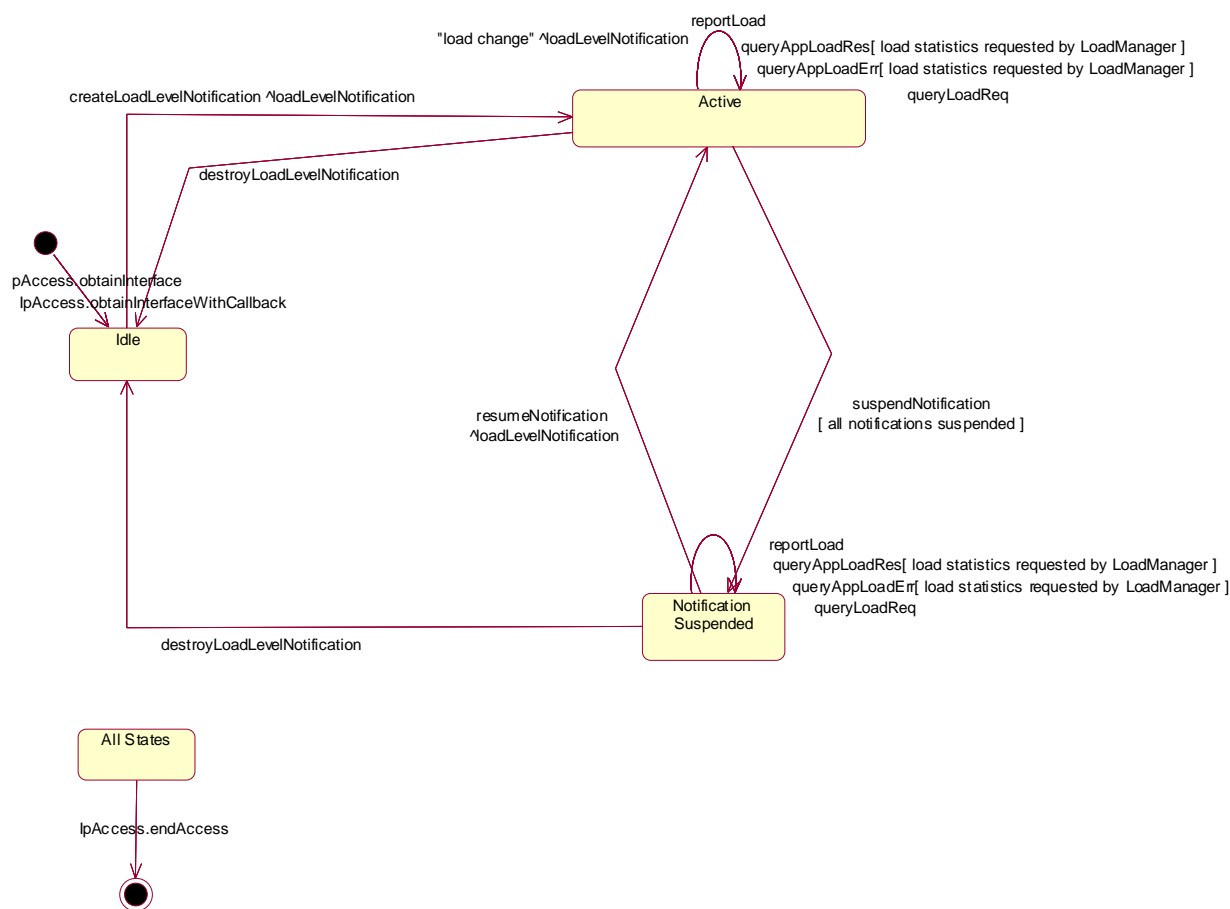 reportLoad
"load change" ^loadLevelNotification
queryAppLoadRes[ load statistics requested by LoadManager ]
queryAppLoadErr[ load statistics requested by LoadManager ]
queryLoadReq
createLoadLevelNotification ^loadLevelNotification
Active
destroyLoadLevelNotification
pAccess.obtainInterface
IpAccess.obtainInterfaceWithCallback
Idle
suspendNotification
[ all notifications suspended ]
resumeNotification
^loadLevelNotification
reportLoad
queryAppLoadRes[ load statistics requested by LoadManager ]
queryAppLoadErr[ load statistics requested by LoadManager ]
queryLoadReq
Notification
Suspended
destroyLoadLevelNotification
All States
IpAccess.endAccess